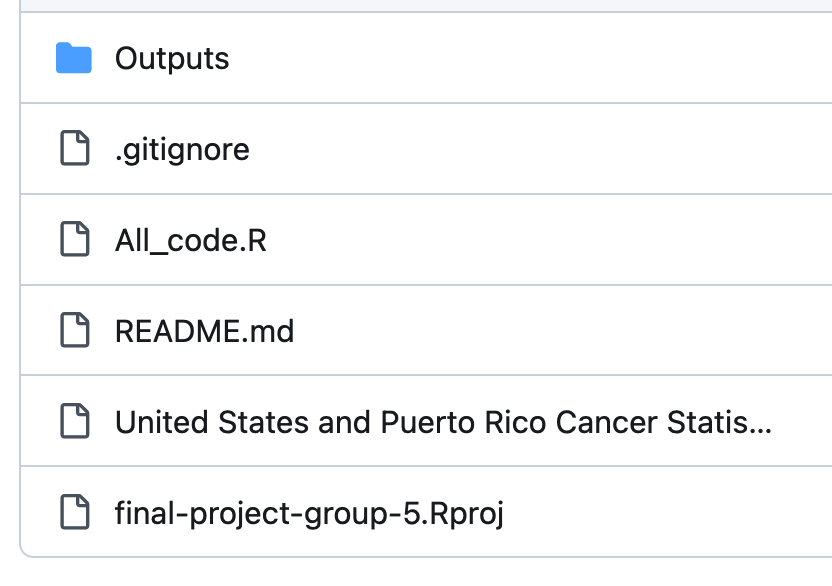 Outputs
.gitignore
All_code.R
README.md
United States and Puerto Rico Cancer Statis...
final-project-group-5.Rproj